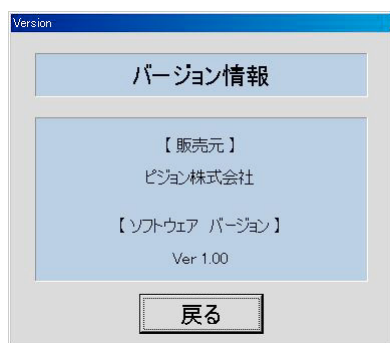 Version
バージョン情報
【 販売元 】
ピジョン株式会社
【 ソフトウェア バージョン 】
Ver 1.00
戻る